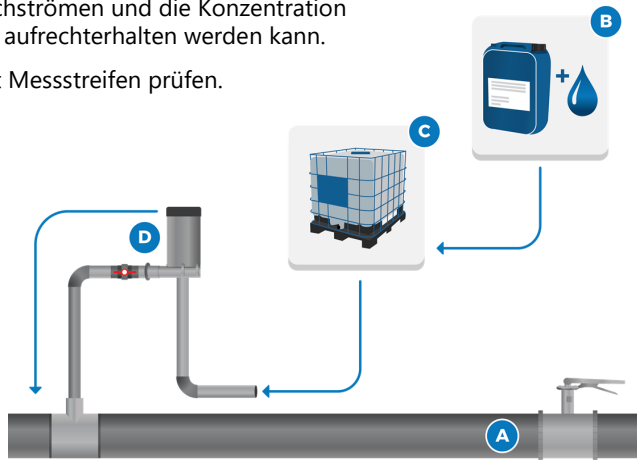 chströmen und die Konzentration
aufrechterhalten werden kann.
Messstreifen prüfen.
B
+
C
D
A